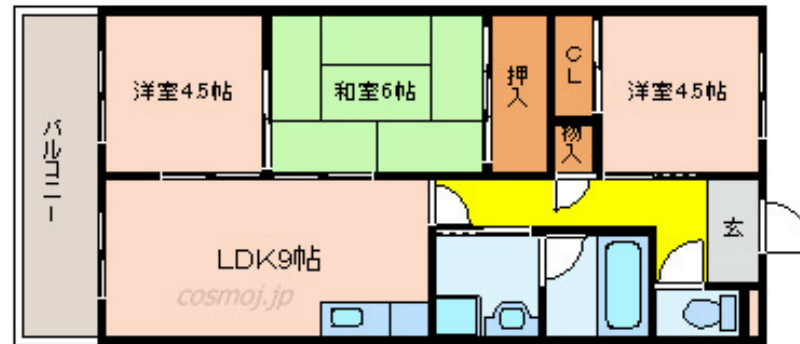 バルコニー
洋室4.5帖
和室6帖
押入
CL
物入
洋室4.5帖
LDK9帖
玄
cosmoj.jp